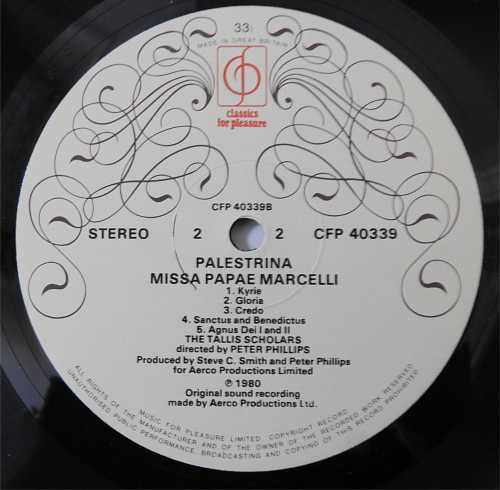 33⅓
MADE IN GREAT BRITAIN
cfp
classics
for pleasure
CFP 40339B
STEREO 2 2 CFP 40339
PALESTRINA
MISSA PAPAE MARCELLI
1. Kyrie
2. Gloria
3. Credo
4. Sanctus and Benedictus
5. Agnus Dei I and II
THE TALLIS SCHOLARS
directed by PETER PHILLIPS
Produced by Steve C. Smith and Peter Phillips
for Aerco Productions Limited
℗ 1980
Original sound recording
made by Aerco Productions Ltd.
MUSIC FOR PLEASURE LIMITED. COPYRIGHT RECORD.
ALL RIGHTS OF THE MANUFACTURER AND OF THE OWNER OF THE RECORDED WORK RESERVED.
UNAUTHORISED PUBLIC PERFORMANCE, BROADCASTING AND COPYING OF THIS RECORD PROHIBITED